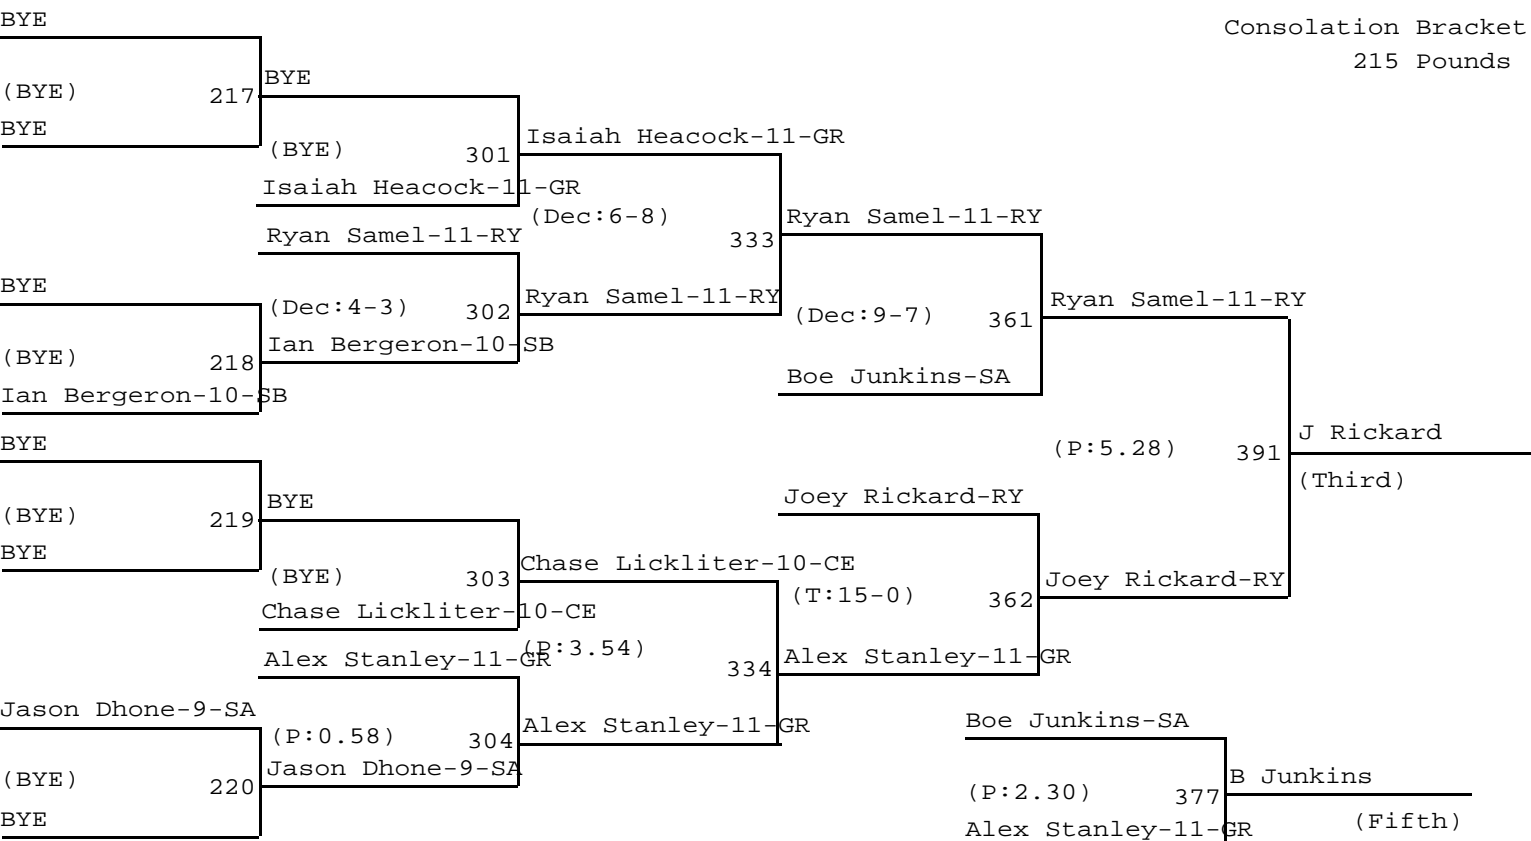 BYE
Consolation Bracket
215 Pounds
BYE
(BYE)
217
BYE
Isaiah Heacock-11-GR
(BYE)
301
Isaiah Heacock-11-GR
(Dec:6-8)
Ryan Samel-11-RY
Ryan Samel-11-RY
333
BYE
Ryan Samel-11-RY
Ryan Samel-11-RY
(Dec:4-3)
302
(Dec:9-7)
361
Ian Bergeron-10-SB
(BYE)
218
Boe Junkins-SA
Ian Bergeron-10-SB
J Rickard
BYE
(P:5.28)
391
(Third)
Joey Rickard-RY
BYE
(BYE)
219
BYE
Chase Lickliter-10-CE
(BYE)
303
Joey Rickard-RY
(T:15-0)
362
Chase Lickliter-10-CE
(P:3.54)
Alex Stanley-11-GR
Alex Stanley-11-GR
334
Jason Dhone-9-SA
Alex Stanley-11-GR
Boe Junkins-SA
(P:0.58)
304
Jason Dhone-9-SA
(BYE)
220
B Junkins
(P:2.30)
377
BYE
Alex Stanley-11-GR
(Fifth)